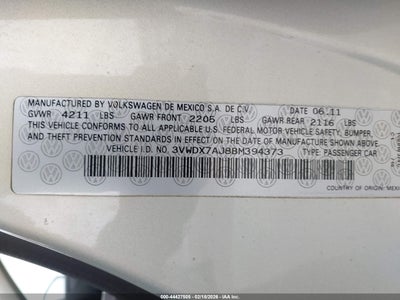 MANUFACTURED BY VOLKSWAGEN DE MEXICO S.A. DE C.V. DATE 06.11
GVWR 4211 LBS GAWR FRONT 2205 LBS GAWR REAR 2116 LBS
THIS VEHICLE CONFORMS TO ALL APPLICABLE U.S. FEDERAL MOTOR VEHICLE SAFETY, BUMPER,
AND THEFT PREVENTION STANDARDS IN EFFECT ON THE DATE OF MANUFACTURE SHOWN ABOVE.
VEHICLE I.D. NO. 3VWDX7AJ8BM394373 TYPE: PASSENGER CAR
COUNTRY OF ORIGIN: MEXICO
000-44437509 - 02/18/2026 - IAAI.COM